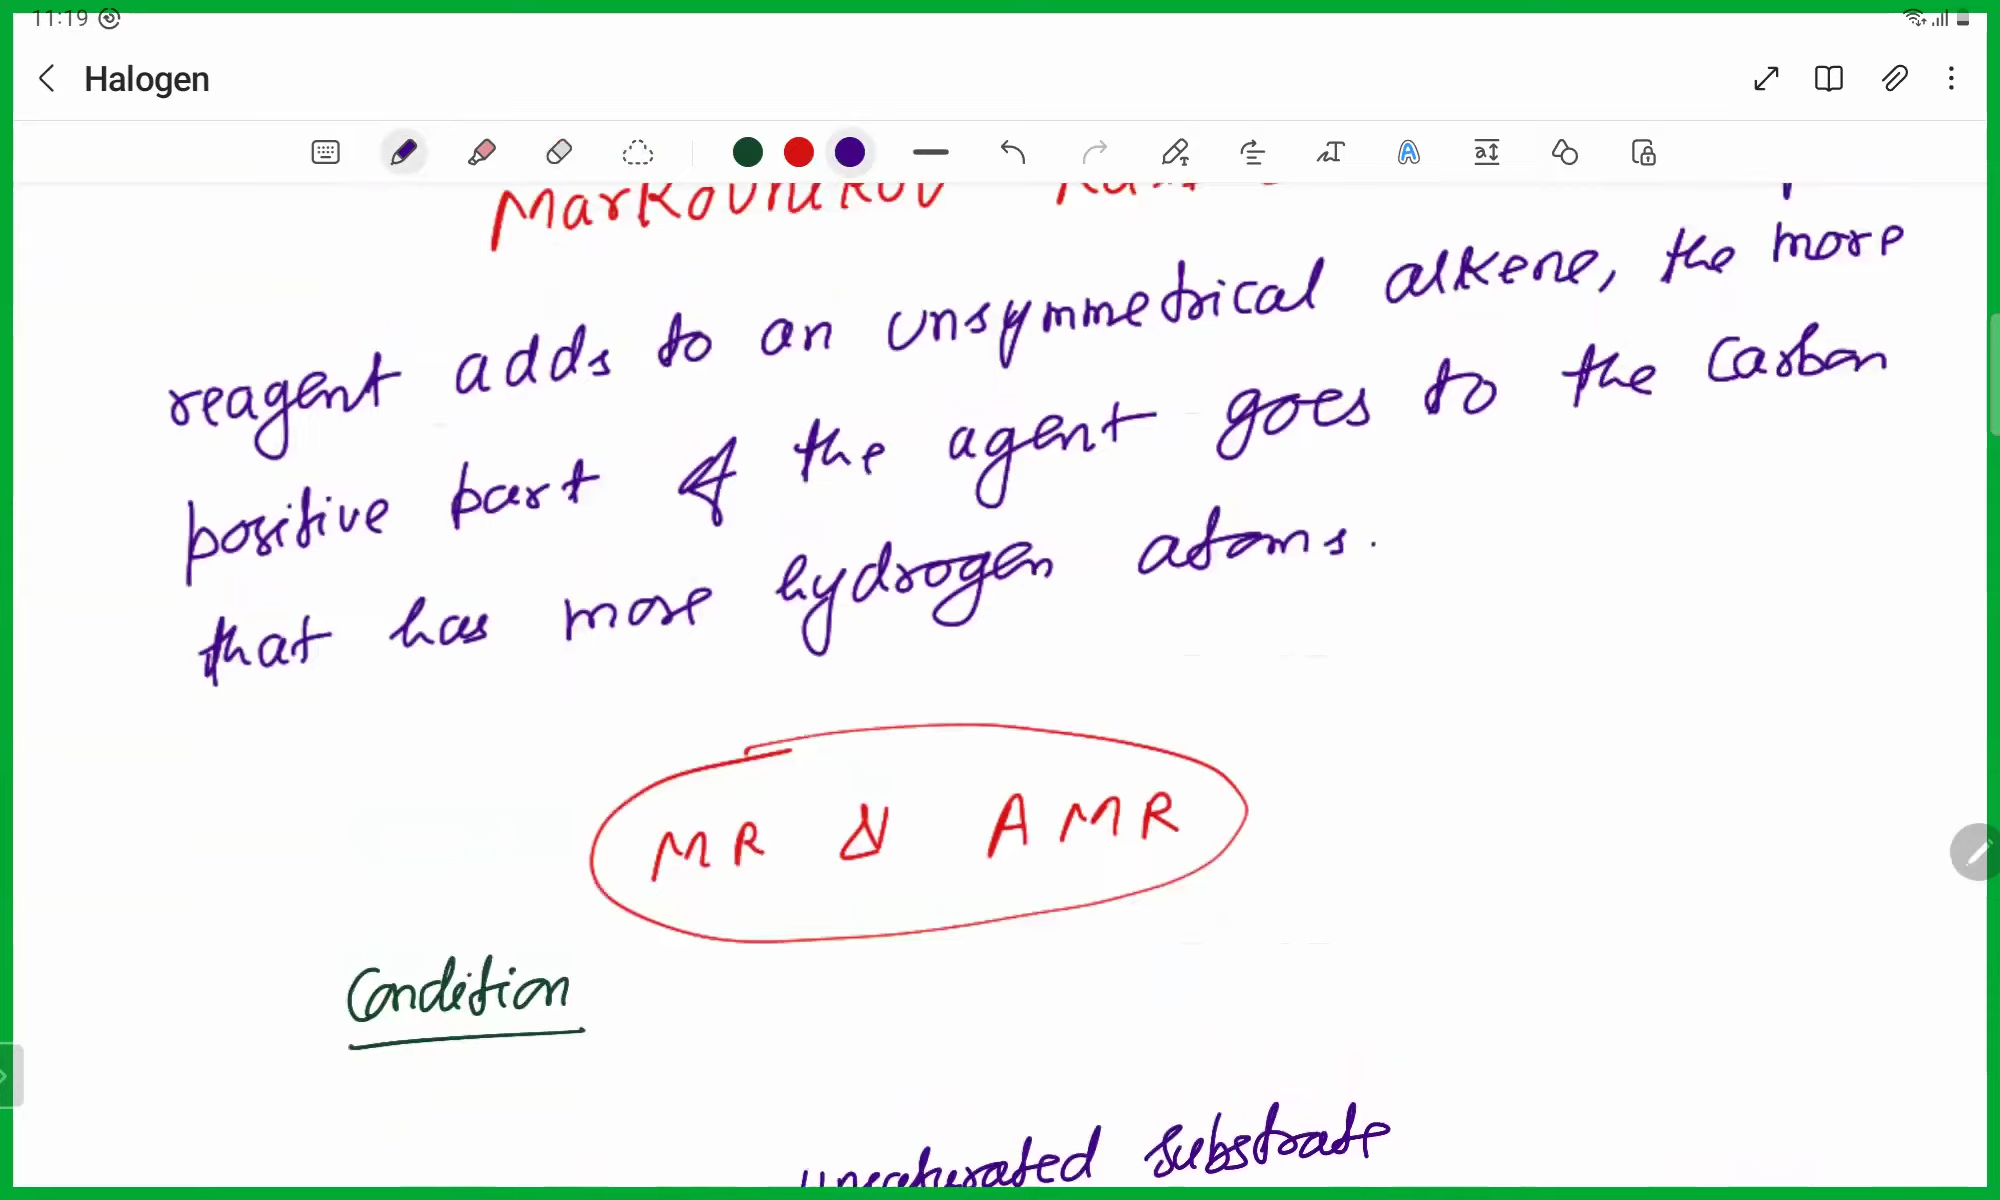 11:19
Halogen
Markovnikov
reagent adds to an unsymmetrical alkene, the more
positive part of the agent goes to the carbon
that has more hydrogen atoms.
MR & AMR
Condition
unsaturated substrate